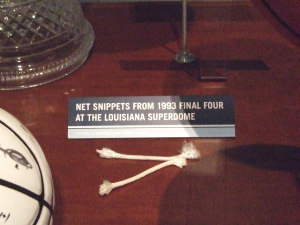 NET SNIPPETS FROM 1993 FINAL FOUR
AT THE LOUISIANA SUPERDOME